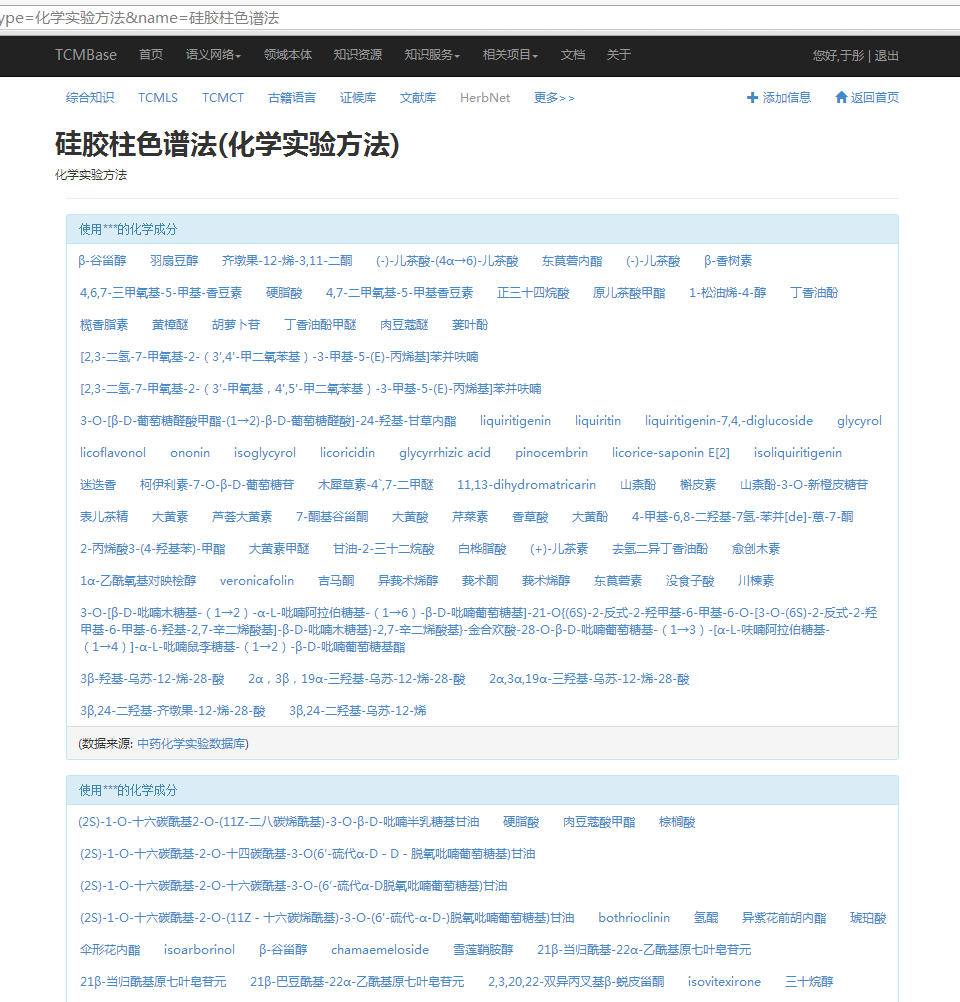 ype=化学实验方法&name=硅胶柱色谱法
TCMBase 首页 语义网络 领域本体 知识资源 知识服务 相关项目 文档 关于 您好,于彤 | 退出
综合知识 TCMLS TCMCT 古籍语言 证候库 文献库 HerbNet 更多>> 添加信息 返回首页
硅胶柱色谱法(化学实验方法)
化学实验方法
使用***的化学成分
β-谷甾醇 羽扇豆醇 齐墩果-12-烯-3,11-二酮 (-)-儿茶酸-(4α→6)-儿茶酸 东莨菪内酯 (-)-儿茶酸 β-香树素
4,6,7-三甲氧基-5-甲基-香豆素 硬脂酸 4,7-二甲氧基-5-甲基香豆素 正三十四烷酸 原儿茶酸甲酯 1-松油烯-4-醇 丁香油酚
榄香脂素 黄樟醚 胡萝卜苷 丁香油酚甲醚 肉豆蔻醚 蒌叶酚
[2,3-二氢-7-甲氧基-2-（3',4'-甲二氧苯基）-3-甲基-5-(E)-丙烯基]苯并呋喃
[2,3-二氢-7-甲氧基-2-（3'-甲氧基，4',5'-甲二氧苯基）-3-甲基-5-(E)-丙烯基]苯并呋喃
3-O-[β-D-葡萄糖醛酸甲酯-(1→2)-β-D-葡萄糖醛酸]-24-羟基-甘草内酯 liquiritigenin liquiritin liquiritigenin-7,4,-diglucoside glycyrol
licoflavonol ononin isoglycyrol licoricidin glycyrrhizic acid pinocembrin licorice-saponin E[2] isoliquiritigenin
迷迭香 柯伊利素-7-O-β-D-葡萄糖苷 木犀草素-4`,7-二甲醚 11,13-dihydromatricarin 山柰酚 槲皮素 山柰酚-3-O-新橙皮糖苷
表儿茶精 大黄素 芦荟大黄素 7-酮基谷甾醇 大黄酸 芹菜素 香草酸 大黄酚 4-甲基-6,8-二羟基-7氢-苯并[de]-蒽-7-酮
2-丙烯酸3-(4-羟基苯)-甲酯 大黄素甲醚 甘油-2-三十二烷酸 白桦脂酸 (+)-儿茶素 去氢二异丁香油酚 愈创木素
1α-乙酰氧基对映桉醇 veronicafolin 吉马酮 异莪术烯醇 莪术酮 莪术烯醇 东莨菪素 没食子酸 川楝素
3-O-[β-D-吡喃木糖基-（1→2）-α-L-吡喃阿拉伯糖基-（1→6）-β-D-吡喃葡萄糖基]-21-O{(6S)-2-反式-2-羟甲基-6-甲基-6-O-[3-O-(6S)-2-反式-2-羟
甲基-6-甲基-6-羟基-2,7-辛二烯酸基]-β-D-吡喃木糖基)-2,7-辛二烯酸基}-金合欢酸-28-O-β-D-吡喃葡萄糖基-（1→3）-[α-L-呋喃阿拉伯糖基-
（1→4）]-α-L-吡喃鼠李糖基-（1→2）-β-D-吡喃葡萄糖基酯
3β-羟基-乌苏-12-烯-28-酸 2α，3β，19α-三羟基-乌苏-12-烯-28-酸 2α,3α,19α-三羟基-乌苏-12-烯-28-酸
3β,24-二羟基-齐墩果-12-烯-28-酸 3β,24-二羟基-乌苏-12-烯
(数据来源: 中药化学实验数据库)
使用***的化学成分
(2S)-1-O-十六碳酰基2-O-(11Z-二八碳烯酰基)-3-O-β-D-吡喃半乳糖基甘油 硬脂酸 肉豆蔻酸甲酯 棕榈酸
(2S)-1-O-十六碳酰基-2-O-十四碳酰基-3-O(6′-硫代α-D－D－脱氧吡喃葡萄糖基)甘油
(2S)-1-O-十六碳酰基-2-O-十六碳酰基-3-O-(6′-硫代α-D脱氧吡喃葡萄糖基)甘油
(2S)-1-O-十六碳酰基-2-O-(11Z－十六碳烯酰基)-3-O-(6′-硫代-α-D-)脱氧吡喃葡萄糖基)甘油 bothrioclinin 氢醌 异紫花前胡内酯 琥珀酸
伞形花内酯 isoarborinol β-谷甾醇 chamaemeloside 雪莲鞘胺醇 21β-当归酰基-22α-乙酰基原七叶皂苷元
21β-当归酰基-22α-乙酰基原七叶皂苷元 21β-巴豆酰基-22α-乙酰基原七叶皂苷元 2,3,20,22-双异丙叉基β-蜕皮甾酮 isovitexirone 三十烷醇